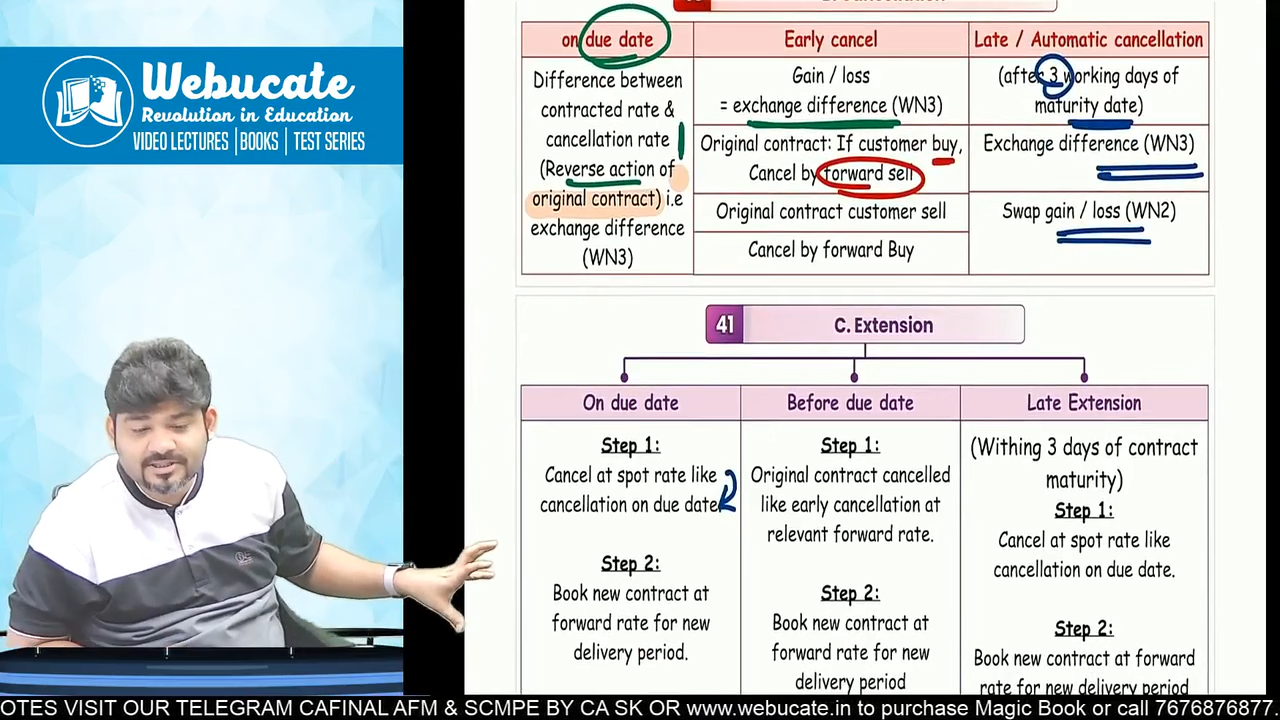 Webucate
Revolution in Education
VIDEO LECTURES | BOOKS | TEST SERIES
on due date
Early cancel
Late / Automatic cancellation
Difference between
contracted rate &
cancellation rate
(Reverse action of
original contract) i.e
exchange difference
(WN3)
Gain / loss
= exchange difference (WN3)
Original contract: If customer buy,
Cancel by forward sell
Original contract customer sell
Cancel by forward Buy
(after 3 working days of
maturity date)
Exchange difference (WN3)
Swap gain / loss (WN2)
41
C. Extension
On due date
Before due date
Late Extension
Step 1:
Cancel at spot rate like
cancellation on due date.
Step 2:
Book new contract at
forward rate for new
delivery period.
Step 1:
Original contract cancelled
like early cancellation at
relevant forward rate.
Step 2:
Book new contract at
forward rate for new
delivery period
(Withing 3 days of contract
maturity)
Step 1:
Cancel at spot rate like
cancellation on due date.
Step 2:
Book new contract at forward
rate for new delivery period
OTES VISIT OUR TELEGRAM CAFINAL AFM & SCMPE BY CA SK OR www.webucate.in to purchase Magic Book or call 7676876877.